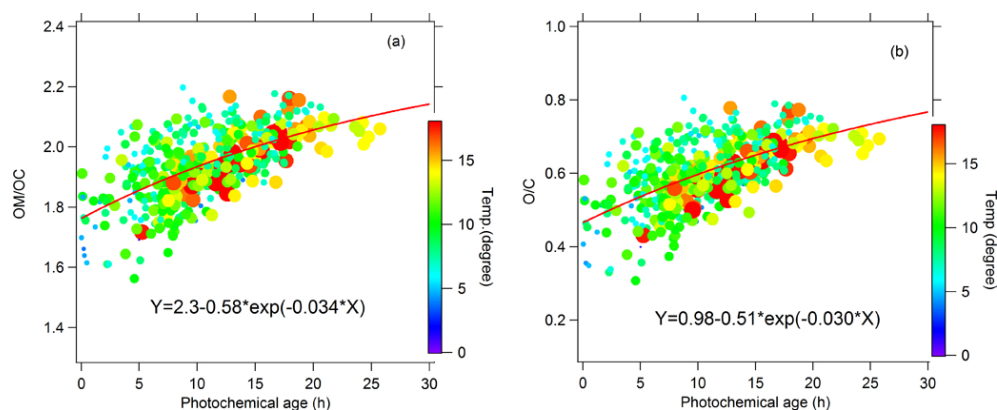 (a)
2.4
2.2
2.0
1.8
1.6
1.4
OM/OC
Y=2.3-0.58*exp(-0.034*X)
0 5 10 15 20 25 30
Photochemical age (h)
15
10
5
0
Temp (degree)
(b)
1.0
0.8
0.6
0.4
0.2
O/C
Y=0.98-0.51*exp(-0.030*X)
0 5 10 15 20 25 30
Photochemical age (h)
15
10
5
0
Temp (degree)